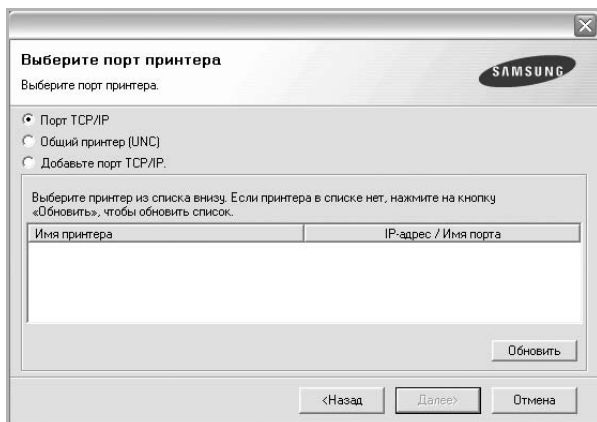 Выберите порт принтера
Выберите порт принтера.
SAMSUNG
Порт TCP/IP
Общий принтер (UNC)
Добавьте порт TCP/IP.
Выберите принтер из списка внизу. Если принтера в списке нет, нажмите на кнопку
«Обновить», чтобы обновить список.
Имя принтера IP-адрес / Имя порта
Обновить
<Назад Далее> Отмена